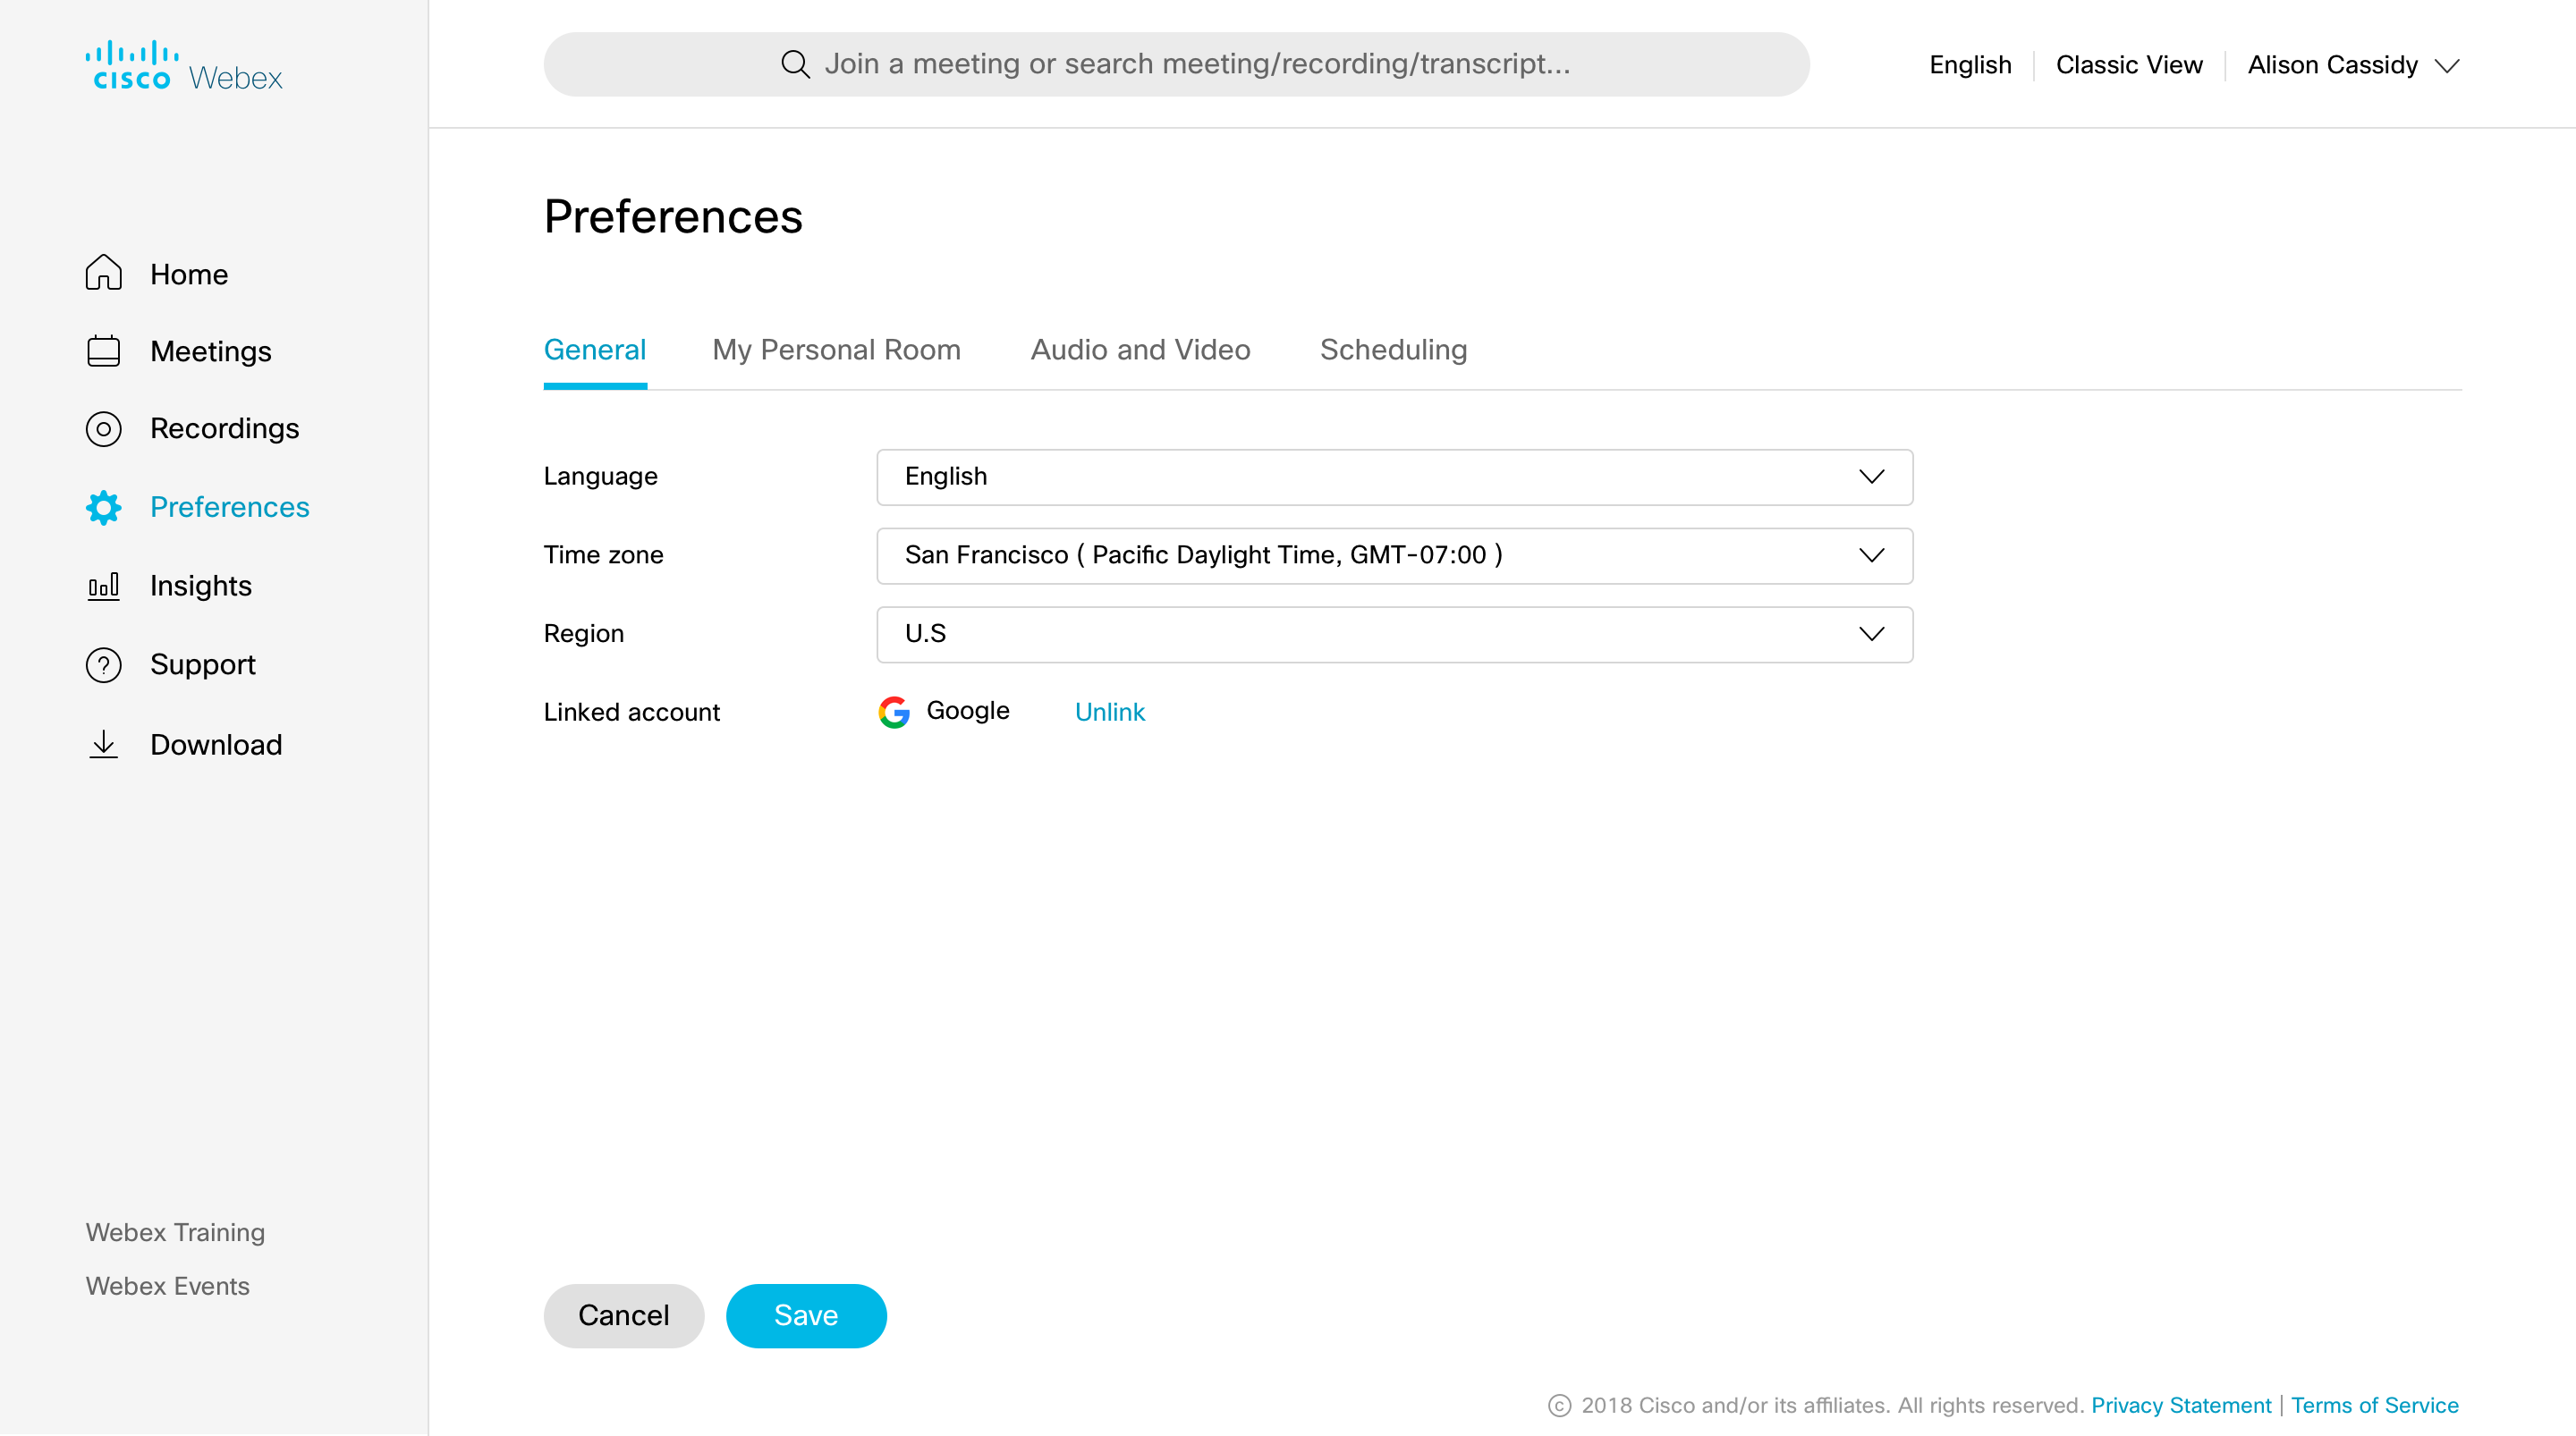 cisco Webex
Join a meeting or search meeting/recording/transcript...
English
Classic View
Alison Cassidy
Home
Meetings
Recordings
Preferences
Insights
Support
Download
Webex Training
Webex Events
Preferences
General
My Personal Room
Audio and Video
Scheduling
Language
English
Time zone
San Francisco ( Pacific Daylight Time, GMT-07:00 )
Region
U.S
Linked account
Google
Unlink
Cancel
Save
© 2018 Cisco and/or its affiliates. All rights reserved. Privacy Statement | Terms of Service